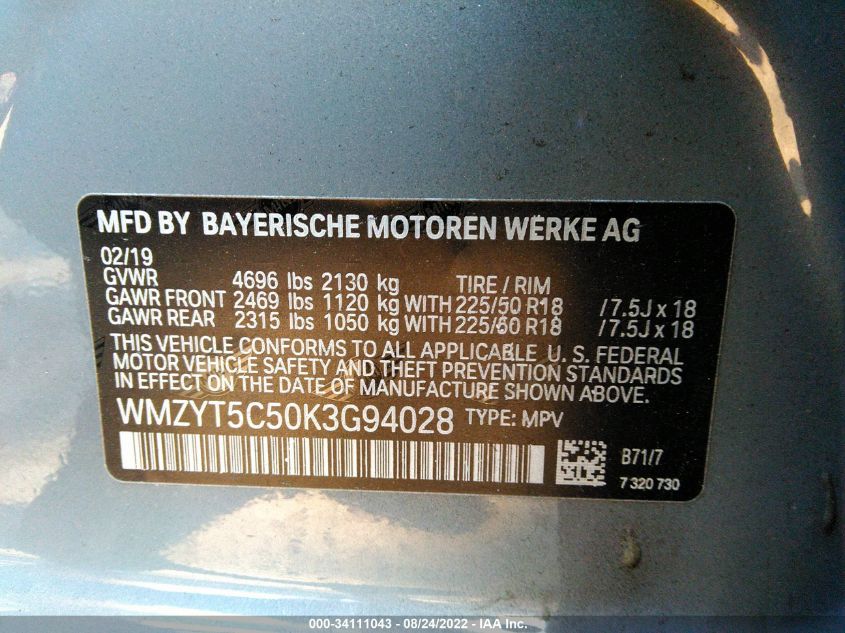 MFD BY BAYERISCHE MOTOREN WERKE AG
02/19
GVWR 4696 lbs 2130 kg TIRE / RIM
GAWR FRONT 2469 lbs 1120 kg WITH 225/50 R18 / 7.5J x 18
GAWR REAR 2315 lbs 1050 kg WITH 225/50 R18 / 7.5J x 18
THIS VEHICLE CONFORMS TO ALL APPLICABLE U. S. FEDERAL
MOTOR VEHICLE SAFETY AND THEFT PREVENTION STANDARDS
IN EFFECT ON THE DATE OF MANUFACTURE SHOWN ABOVE.
WMZYT5C50K3G94028 TYPE: MPV
B71/7
7 320 730
000-34111043 - 08/24/2022 - IAA Inc.